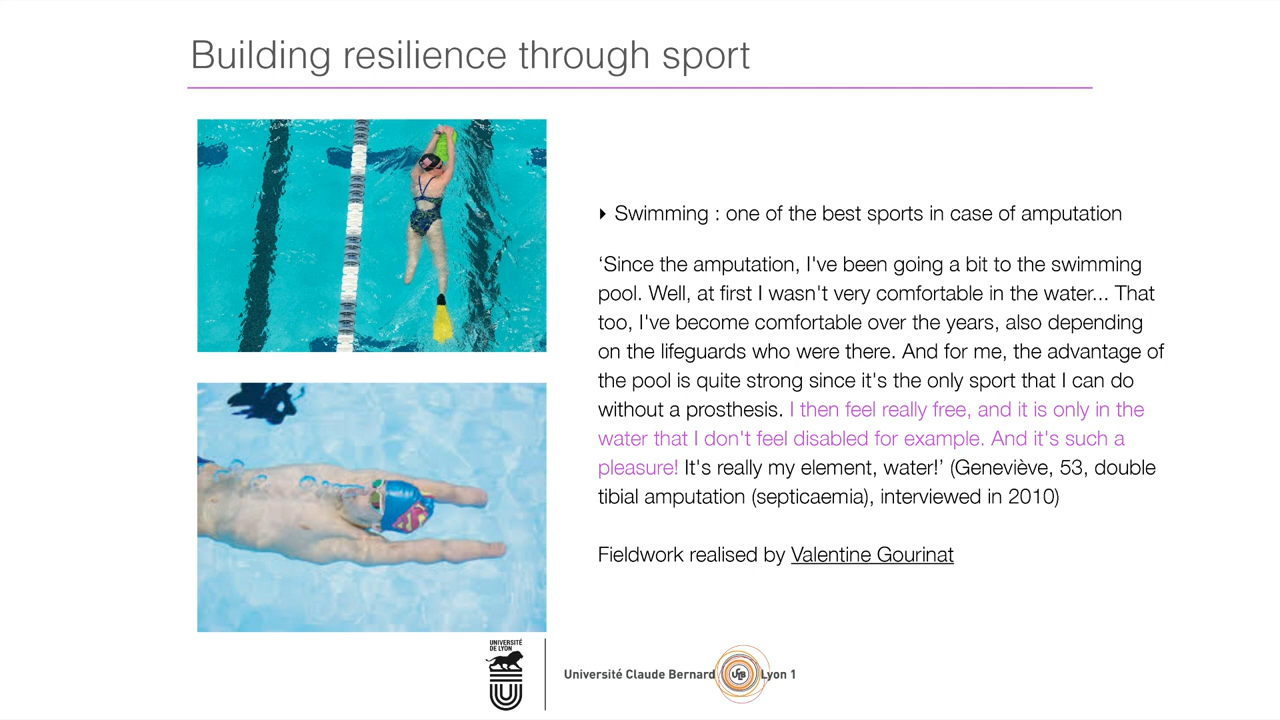 Building resilience through sport
‣ Swimming : one of the best sports in case of amputation
‘Since the amputation, I've been going a bit to the swimming
pool. Well, at first I wasn't very comfortable in the water... That
too, I've become comfortable over the years, also depending
on the lifeguards who were there. And for me, the advantage of
the pool is quite strong since it's the only sport that I can do
without a prosthesis. I then feel really free, and it is only in the
water that I don't feel disabled for example. And it's such a
pleasure! It's really my element, water!’ (Geneviève, 53, double
tibial amputation (septicaemia), interviewed in 2010)
Fieldwork realised by Valentine Gourinat
UNIVERSITÉ
DE LYON
Université Claude Bernard Lyon 1